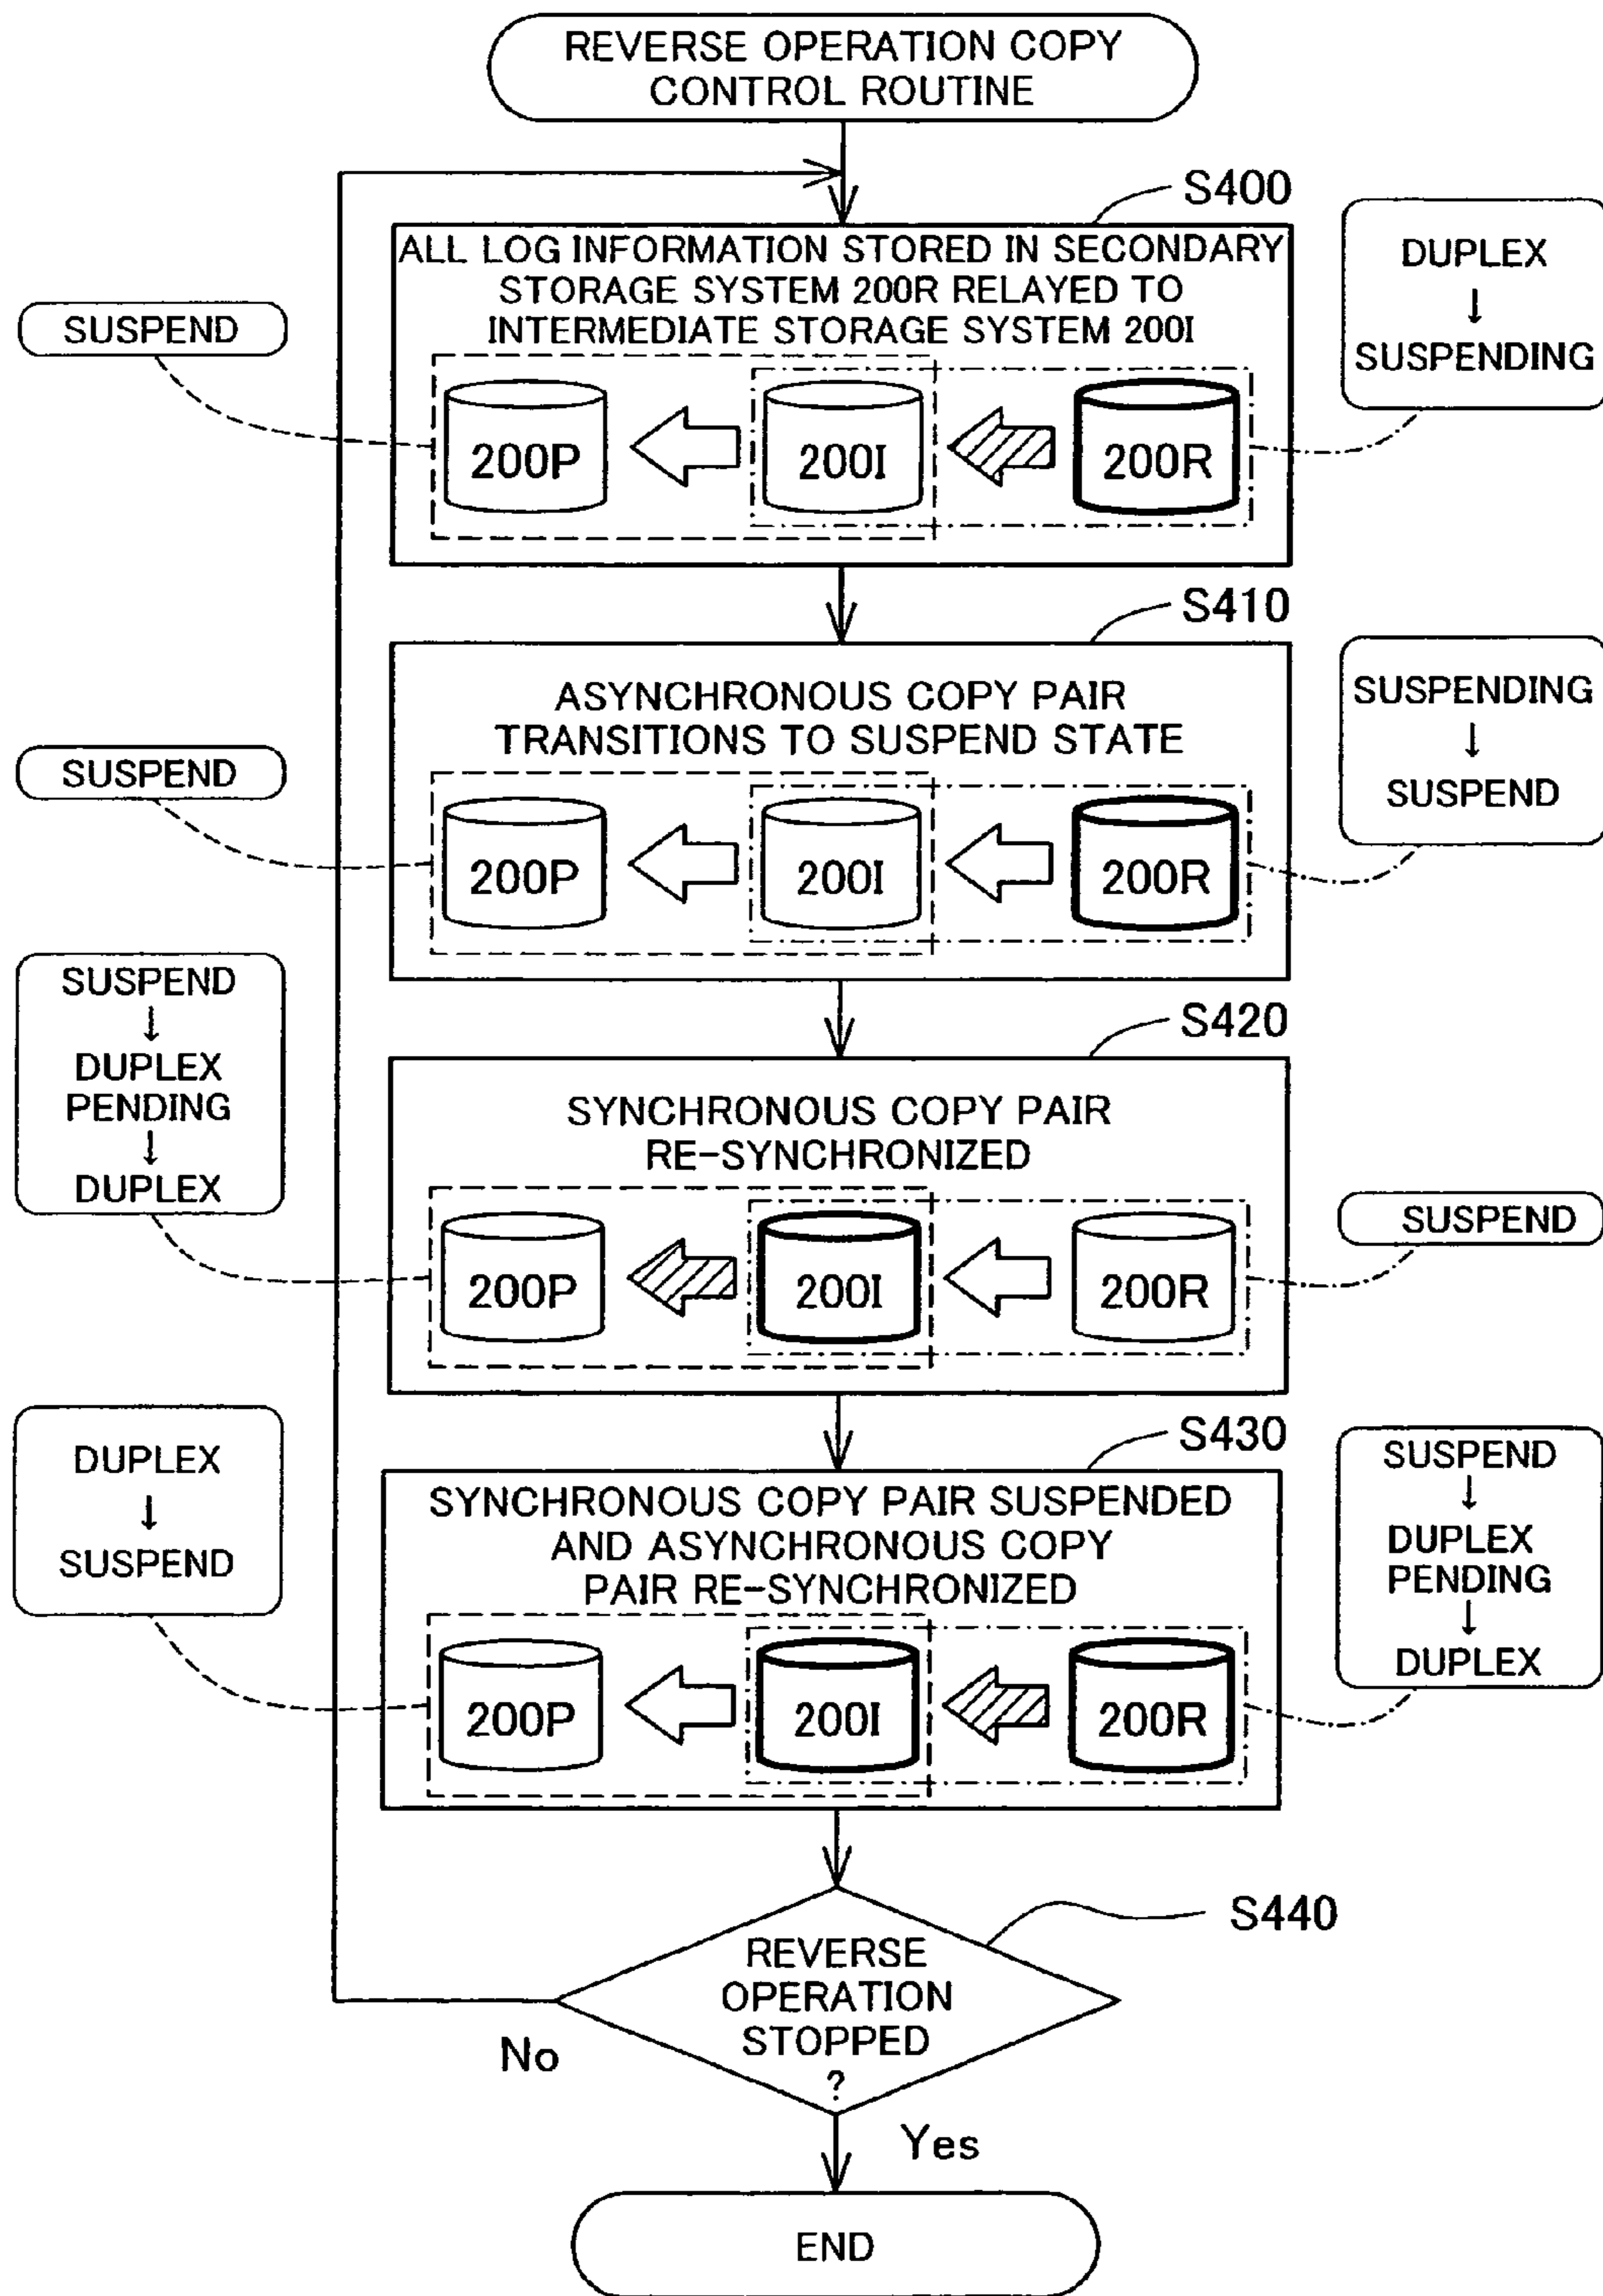 REVERSE OPERATION COPY
CONTROL ROUTINE
S400
ALL LOG INFORMATION STORED IN SECONDARY
STORAGE SYSTEM 200R RELAYED TO
INTERMEDIATE STORAGE SYSTEM 200I
SUSPEND
DUPLEX
↓
SUSPENDING
200P
200I
200R
S410
ASYNCHRONOUS COPY PAIR
TRANSITIONS TO SUSPEND STATE
SUSPEND
SUSPENDING
↓
SUSPEND
200P
200I
200R
S420
SYNCHRONOUS COPY PAIR
RE-SYNCHRONIZED
SUSPEND
↓
DUPLEX
PENDING
↓
DUPLEX
SUSPEND
200P
200I
200R
S430
SYNCHRONOUS COPY PAIR SUSPENDED
AND ASYNCHRONOUS COPY
PAIR RE-SYNCHRONIZED
DUPLEX
↓
SUSPEND
SUSPEND
↓
DUPLEX
PENDING
↓
DUPLEX
200P
200I
200R
S440
REVERSE
OPERATION
STOPPED
?
No
Yes
END